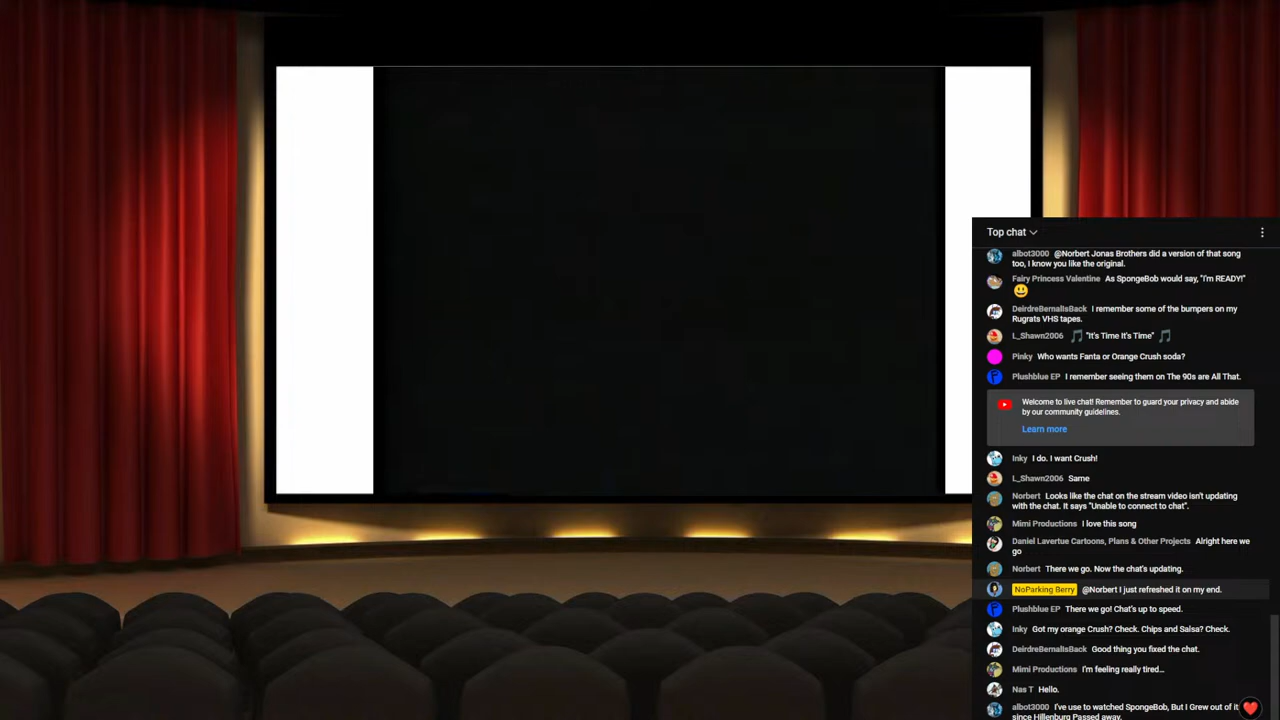 Top chat
albot3000 @Norbert Jonas Brothers did a version of that song
too, I know you like the original.
Fairy Princess Valentine As SpongeBob would say, "I'm READY!"
DeirdreBernalIsBack I remember some of the bumpers on my
Rugrats VHS tapes.
L_Shawn2006 "It's Time It's Time"
Pinky Who wants Fanta or Orange Crush soda?
Plushblue EP I remember seeing them on The 90s are All That.
Welcome to live chat! Remember to guard your privacy and abide
by our community guidelines.
Learn more
Inky I do. I want Crush!
L_Shawn2006 Same
Norbert Looks like the chat on the stream video isn't updating
with the chat. It says "Unable to connect to chat".
Mimi Productions I love this song
Daniel Lavertue Cartoons, Plans & Other Projects Alright here we
go
Norbert There we go. Now the chat's updating.
NoParking Berry @Norbert I just refreshed it on my end.
Plushblue EP There we go! Chat's up to speed.
Inky Got my orange Crush? Check. Chips and Salsa? Check.
DeirdreBernalIsBack Good thing you fixed the chat.
Mimi Productions I'm feeling really tired...
Nas T Hello.
albot3000 I've use to watched SpongeBob, But I Grew out of it
since Hillenburg Passed away.